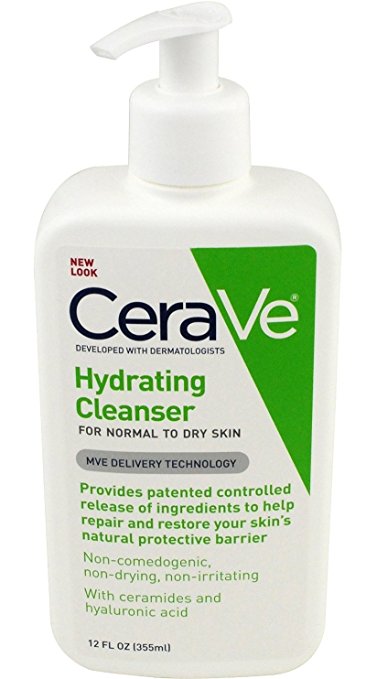 NEW
LOOK
CeraVe®
DEVELOPED WITH DERMATOLOGISTS
Hydrating
Cleanser
FOR NORMAL TO DRY SKIN
MVE DELIVERY TECHNOLOGY
Provides patented controlled
release of ingredients to help
repair and restore your skin's
natural protective barrier
Non-comedogenic,
non-drying, non-irritating
With ceramides and
hyaluronic acid
12 FL OZ (355ml)